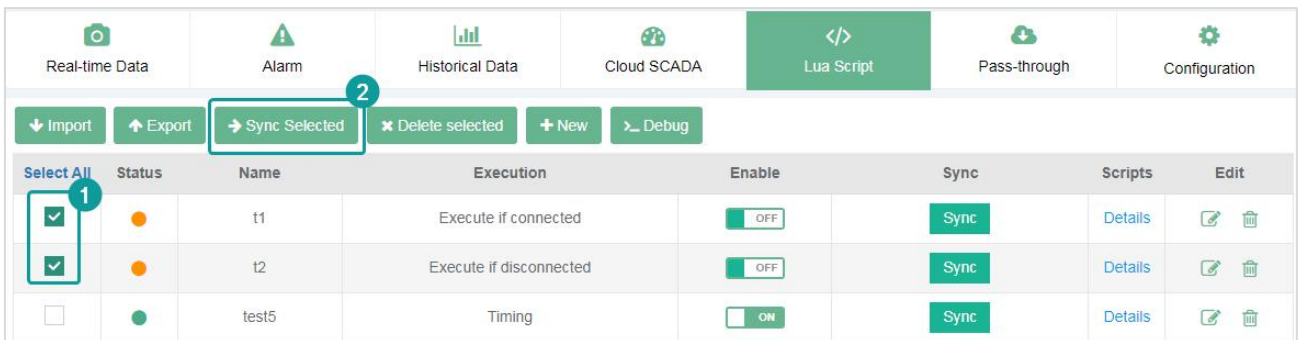 Real-time Data Alarm Historical Data Cloud SCADA Lua Script Pass-through Configuration
2
Import Export Sync Selected Delete selected New Debug
Select All Status Name Execution Enable Sync Scripts Edit
1
t1 Execute if connected OFF Sync Details
t2 Execute if disconnected OFF Sync Details
test5 Timing ON Sync Details